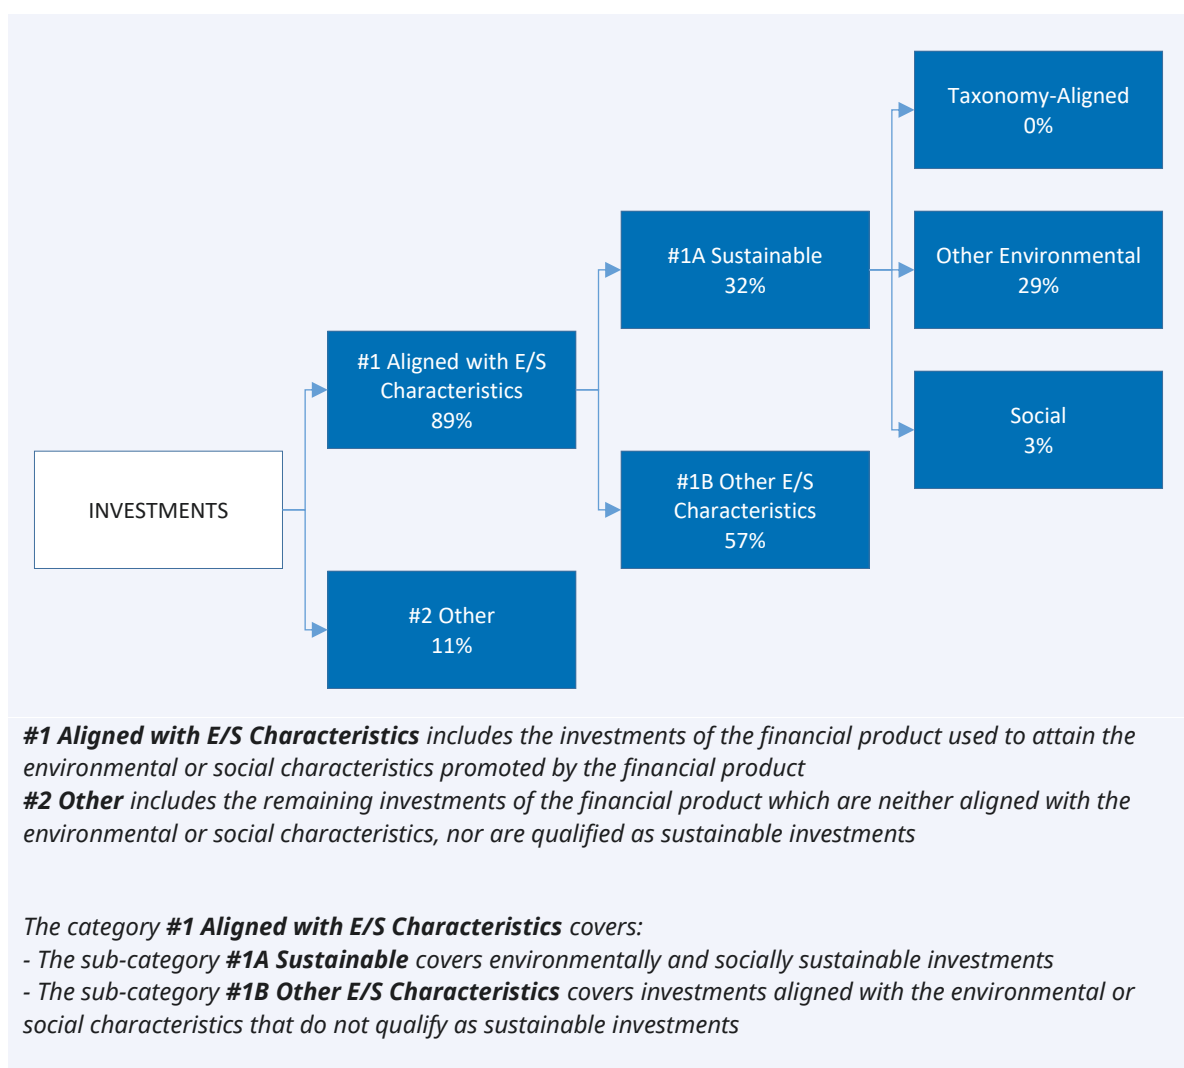 Taxonomy-Aligned
0%
#1A Sustainable
32%
Other Environmental
29%
#1 Aligned with E/S
Characteristics
89%
Social
3%
INVESTMENTS
#1B Other E/S
Characteristics
57%
#2 Other
11%
#1 Aligned with E/S Characteristics includes the investments of the financial product used to attain the
environmental or social characteristics promoted by the financial product
#2 Other includes the remaining investments of the financial product which are neither aligned with the
environmental or social characteristics, nor are qualified as sustainable investments
The category #1 Aligned with E/S Characteristics covers:
- The sub-category #1A Sustainable covers environmentally and socially sustainable investments
- The sub-category #1B Other E/S Characteristics covers investments aligned with the environmental or
social characteristics that do not qualify as sustainable investments